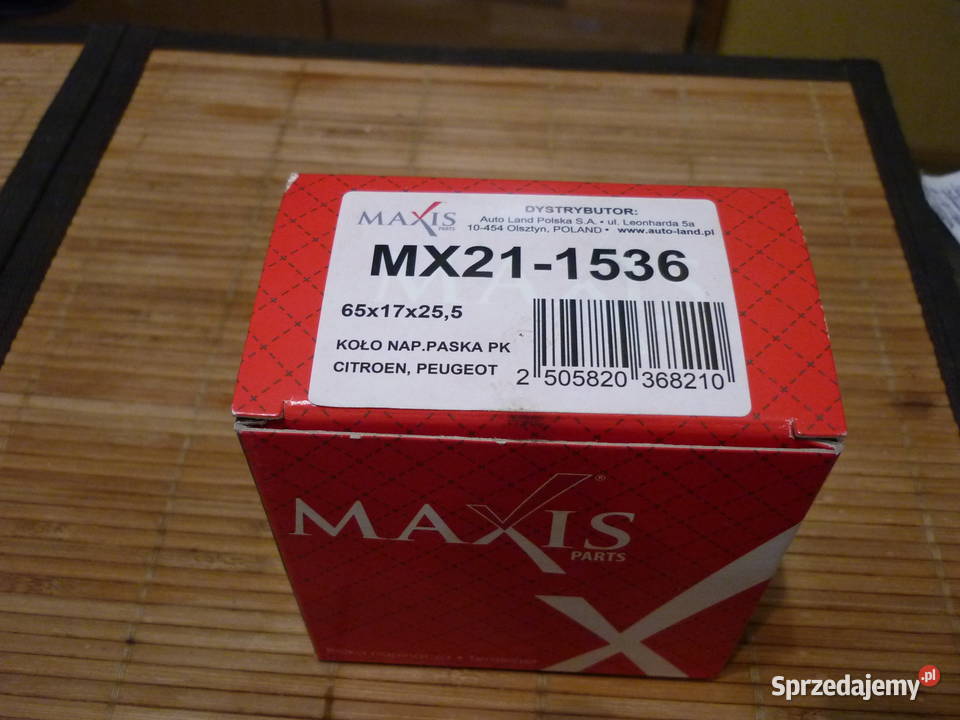 MAXIS
PARTS
DYSTRYBUTOR:
Auto Land Polska S.A. • ul. Leonharda 5a
10-454 Olsztyn, POLAND • www.auto-land.pl
MX21-1536
65x17x25,5
KOŁO NAP.PASKA PK
CITROEN, PEUGEOT
2 505820 368210
MAXIS®
PARTS
Sprzedajemy.pl